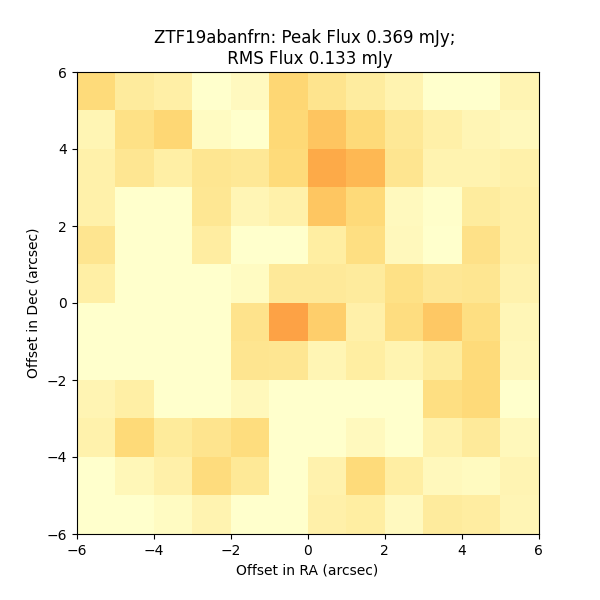 ZTF19abanfrn: Peak Flux 0.369 mJy;
RMS Flux 0.133 mJy
6
4
2
0
−2
−4
−6
Offset in Dec (arcsec)
−6 −4 −2 0 2 4 6
Offset in RA (arcsec)